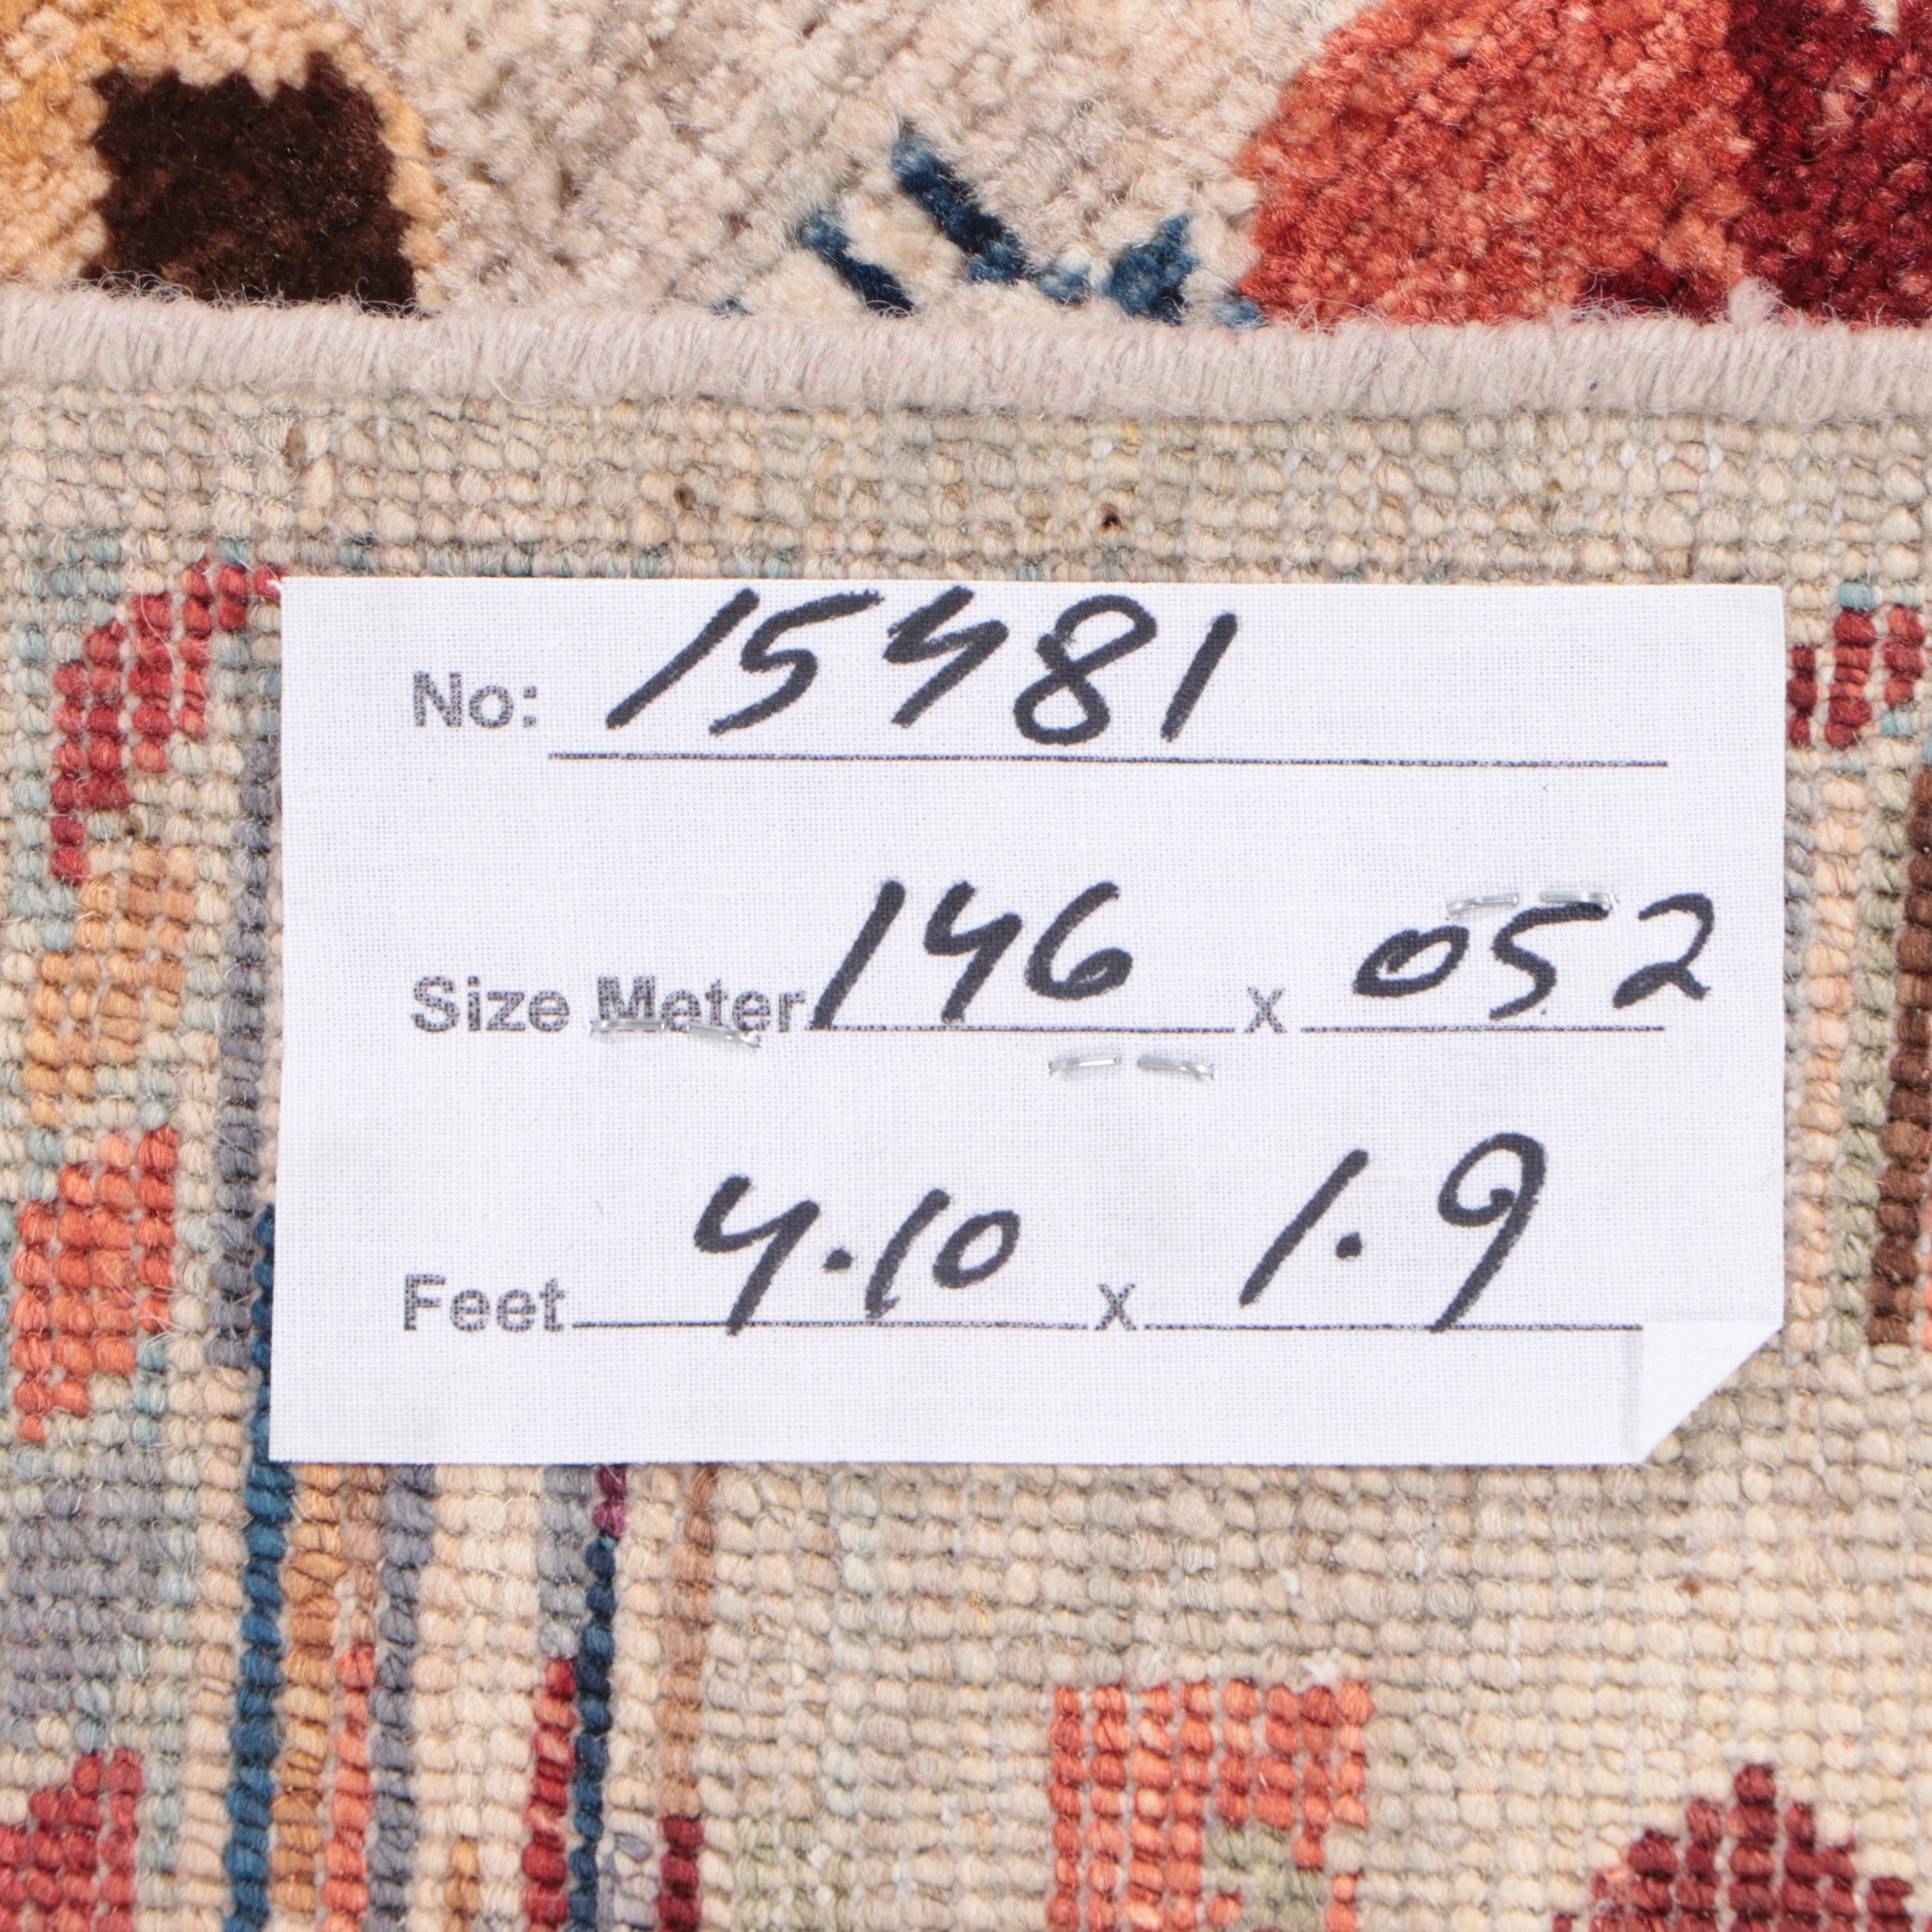 No: 15481
Size Meter 146 x 052
Feet 4.10 x 1.9